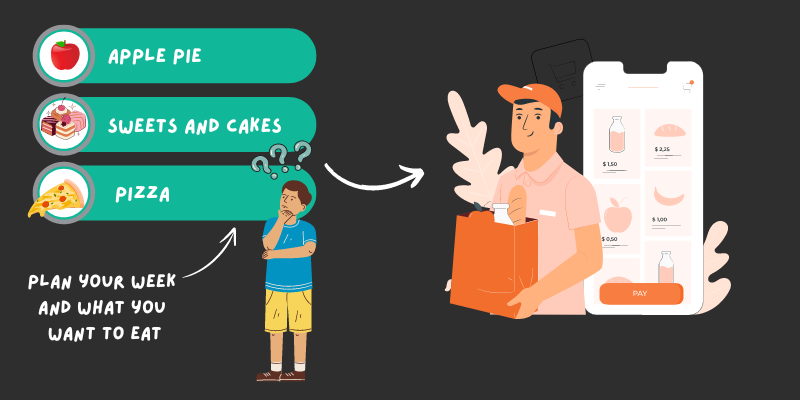 APPLE PIE
SWEETS AND CAKES
???
PIZZA
PLAN YOUR WEEK
AND WHAT YOU
WANT TO EAT
$ 1,50
$ 2,25
$ 0,50
$ 1,00
PAY